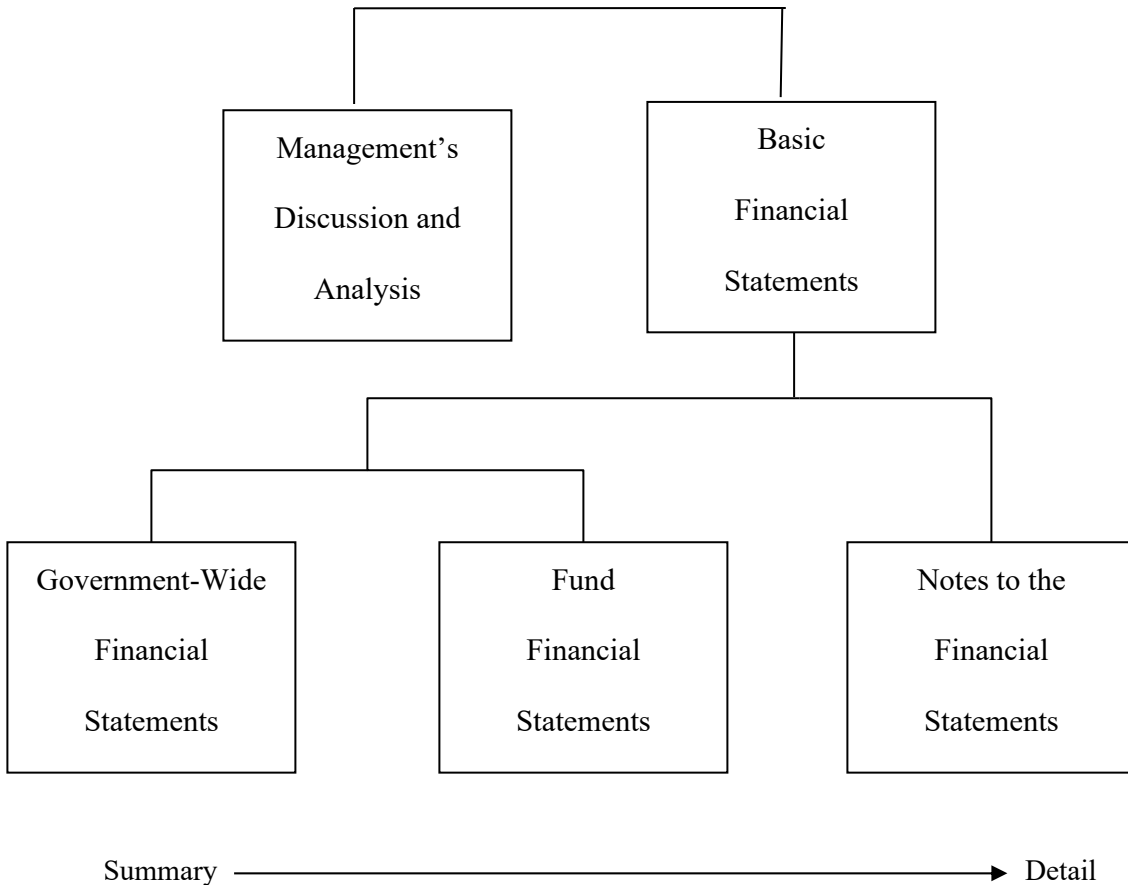 Management’s
Discussion and
Analysis
Basic
Financial
Statements
Government-Wide
Financial
Statements
Fund
Financial
Statements
Notes to the
Financial
Statements
Summary
Detail